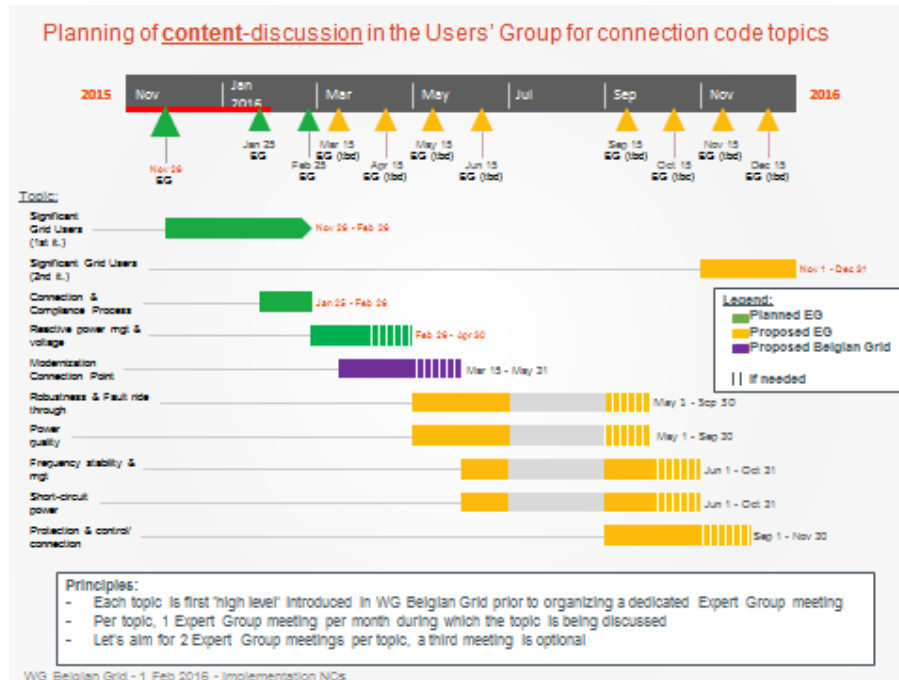 Planning of content-discussion in the Users' Group for connection code topics
2015
Nov
Jan
2016
Mar
May
Jul
Sep
Nov
2016
Nov 26
EG
Jan 25
EG
Feb 25
EG
Mar 15
EG (tbd)
Apr 15
EG (tbd)
May 15
EG (tbd)
Jun 15
EG (tbd)
Sep 15
EG (tbd)
Oct 15
EG (tbd)
Nov 15
EG (tbd)
Dec 15
EG (tbd)
Topic:
Significant
Grid Users
(1st it.)
Nov 26 - Feb 26
Significant Grid Users
(2nd it.)
Nov 1 - Dec 31
Connection &
Compliance Process
Jan 25 - Feb 26
Reactive power mgt &
voltage
Feb 26 - Apr 30
Modernization
Connection Point
Mar 15 - May 31
Robustness & Fault ride
through
May 1 - Sep 30
Power
quality
May 1 - Sep 30
Frequency stability &
mgt
Jun 1 - Oct 31
Short-circuit
power
Jun 1 - Oct 31
Protection & control/
connection
Sep 1 - Nov 30
Legend:
Planned EG
Proposed EG
Proposed Belgian Grid
If needed
Principles:
- Each topic is first 'high level' introduced in WG Belgian Grid prior to organizing a dedicated Expert Group meeting
- Per topic, 1 Expert Group meeting per month during which the topic is being discussed
- Let's aim for 2 Expert Group meetings per topic, a third meeting is optional
WG Belgian Grid - 1 Feb 2016 - Implementation NCs